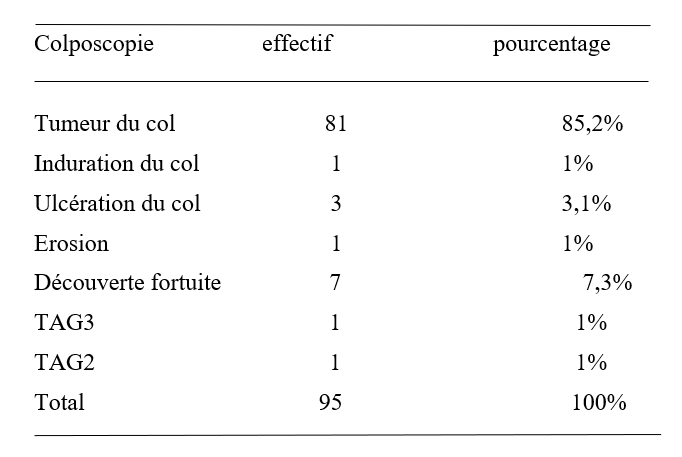 Colposcopie effectif pourcentage
Tumeur du col 81 85,2%
Induration du col 1 1%
Ulcération du col 3 3,1%
Erosion 1 1%
Découverte fortuite 7 7,3%
TAG3 1 1%
TAG2 1 1%
Total 95 100%